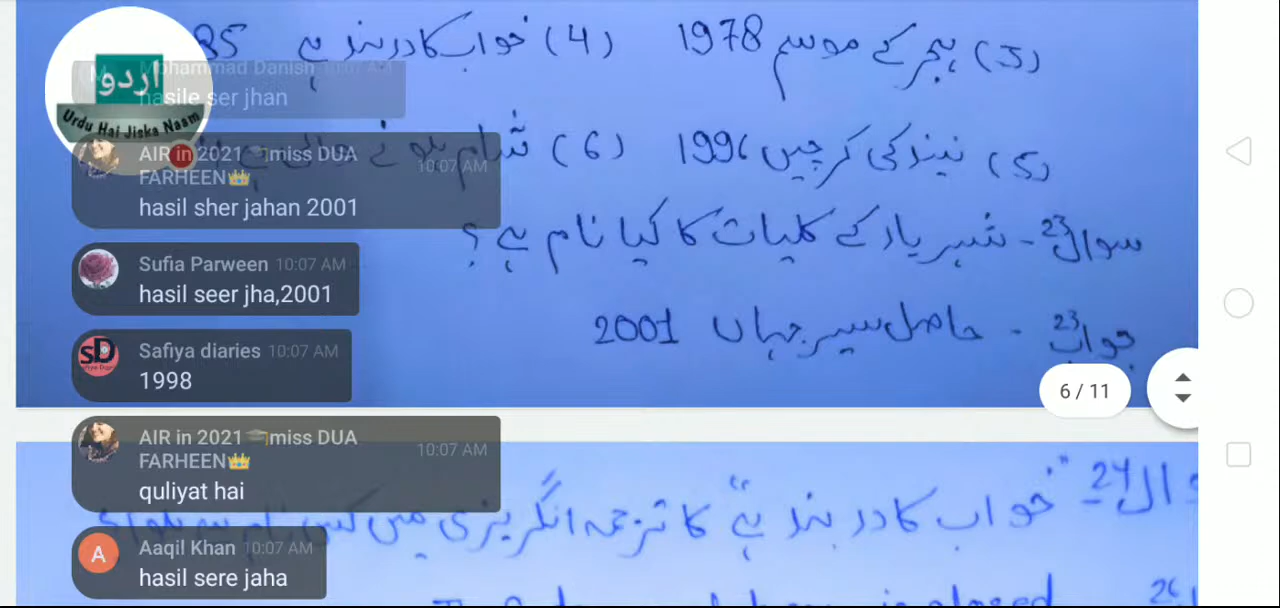 (3) ہجر کے موسم 1978 (4) خواب کا در بند ہے 85
(5) نیند کی کرچیں 1996 (6) شام ہونے والی ہے
سوال 23 - شہریار کے کلیات کا کیا نام ہے؟
جواب 23 - حاصل سیر جہاں 2001
6 / 11
24 "خواب کا در بند ہے" کا ترجمہ انگریزی میں کس نام سے ہوا؟
اردو
Urdu Hai Jiska Naam
Mohammad Danish 10:07 AM
hasile ser jhan
AIR in 2021 🎓miss DUA
FARHEEN👑 10:07 AM
hasil sher jahan 2001
Sufia Parween 10:07 AM
hasil seer jha,2001
SD
Safiya diaries 10:07 AM
1998
AIR in 2021 🎓miss DUA
FARHEEN👑 10:07 AM
quliyat hai
A
Aaqil Khan 10:07 AM
hasil sere jaha